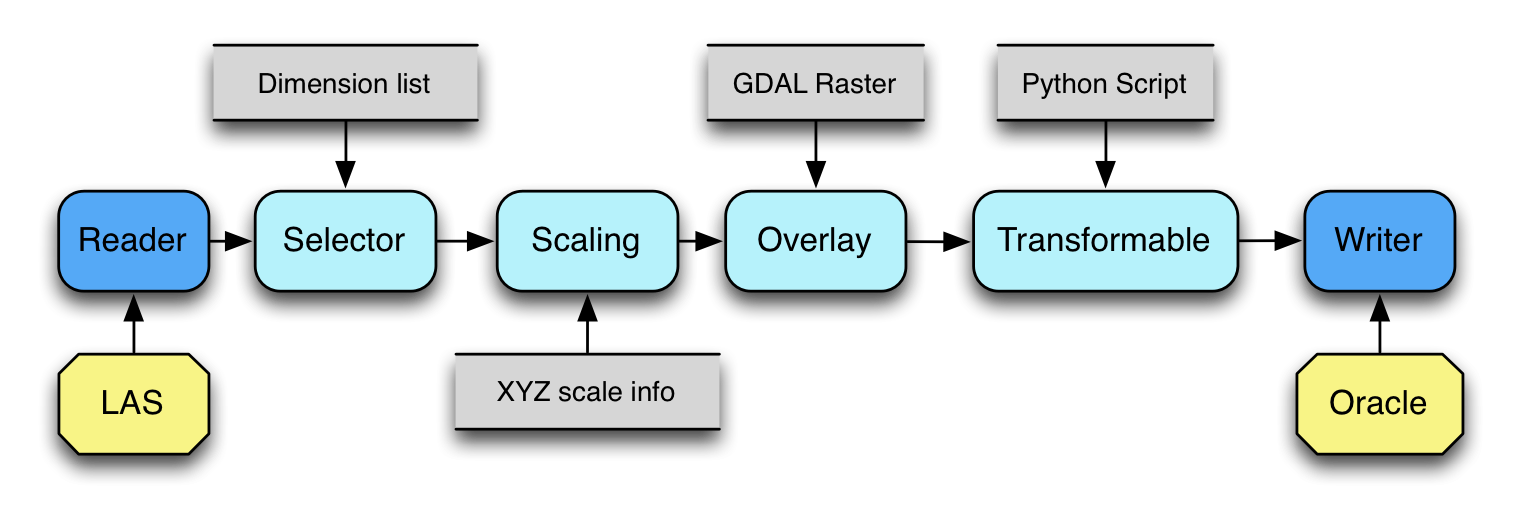 Dimension list
GDAL Raster
Python Script
Reader
Selector
Scaling
Overlay
Transformable
Writer
LAS
XYZ scale info
Oracle